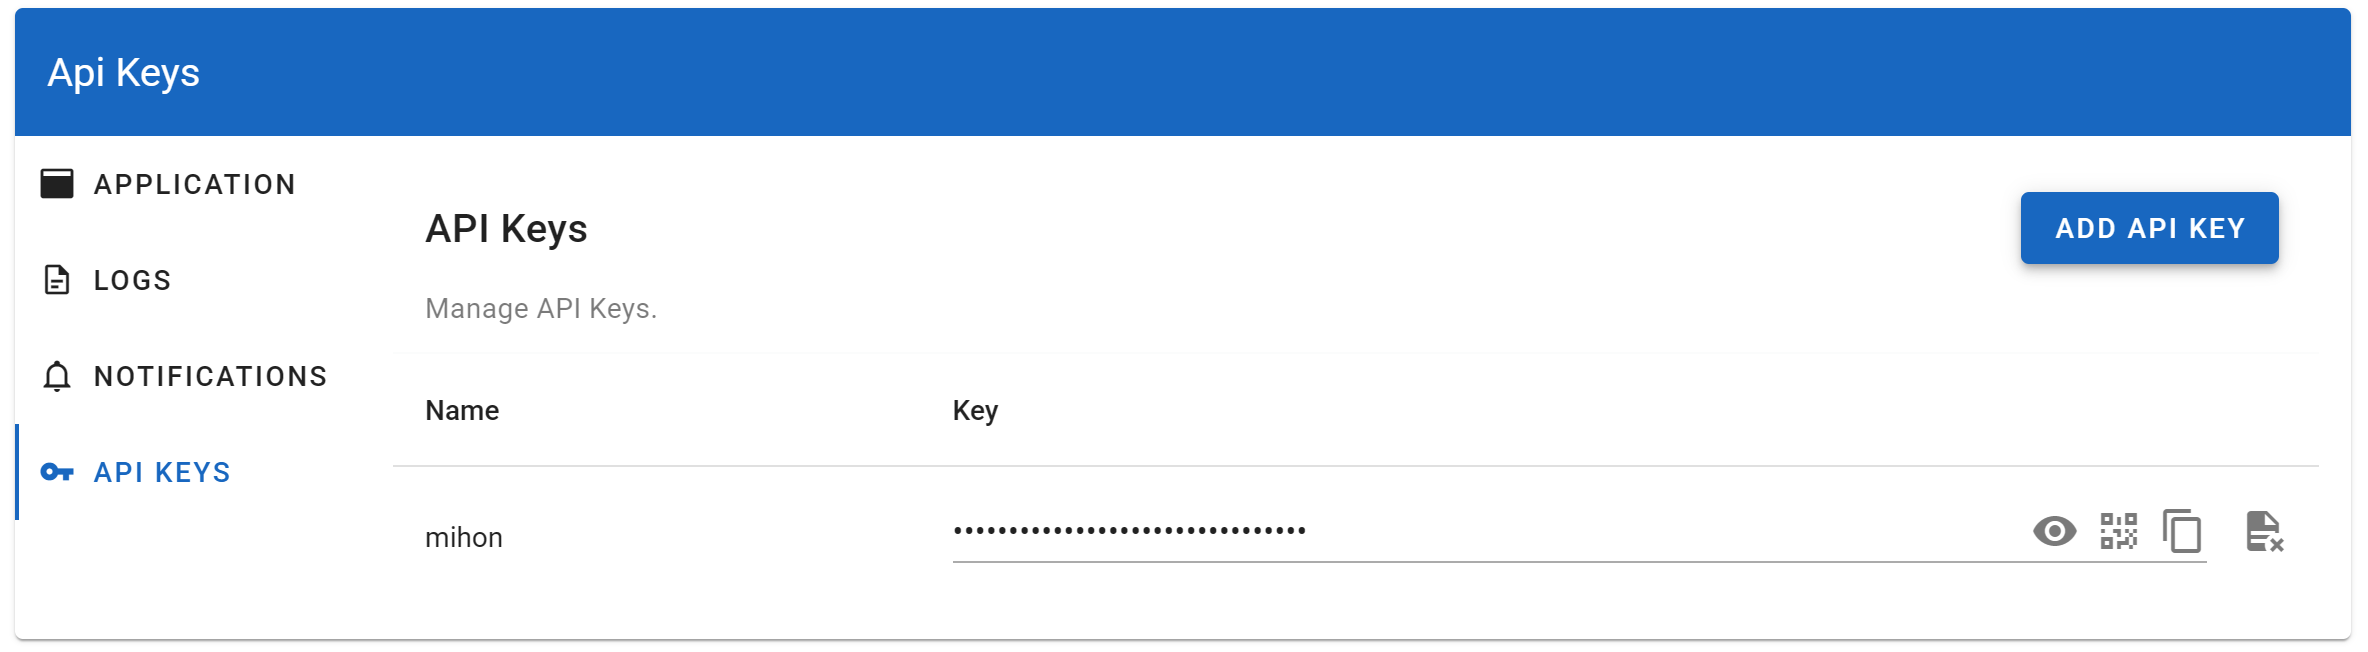 Api Keys
APPLICATION
LOGS
NOTIFICATIONS
API KEYS
API Keys
ADD API KEY
Manage API Keys.
Name Key
mihon ••••••••••••••••••••••••••••••••